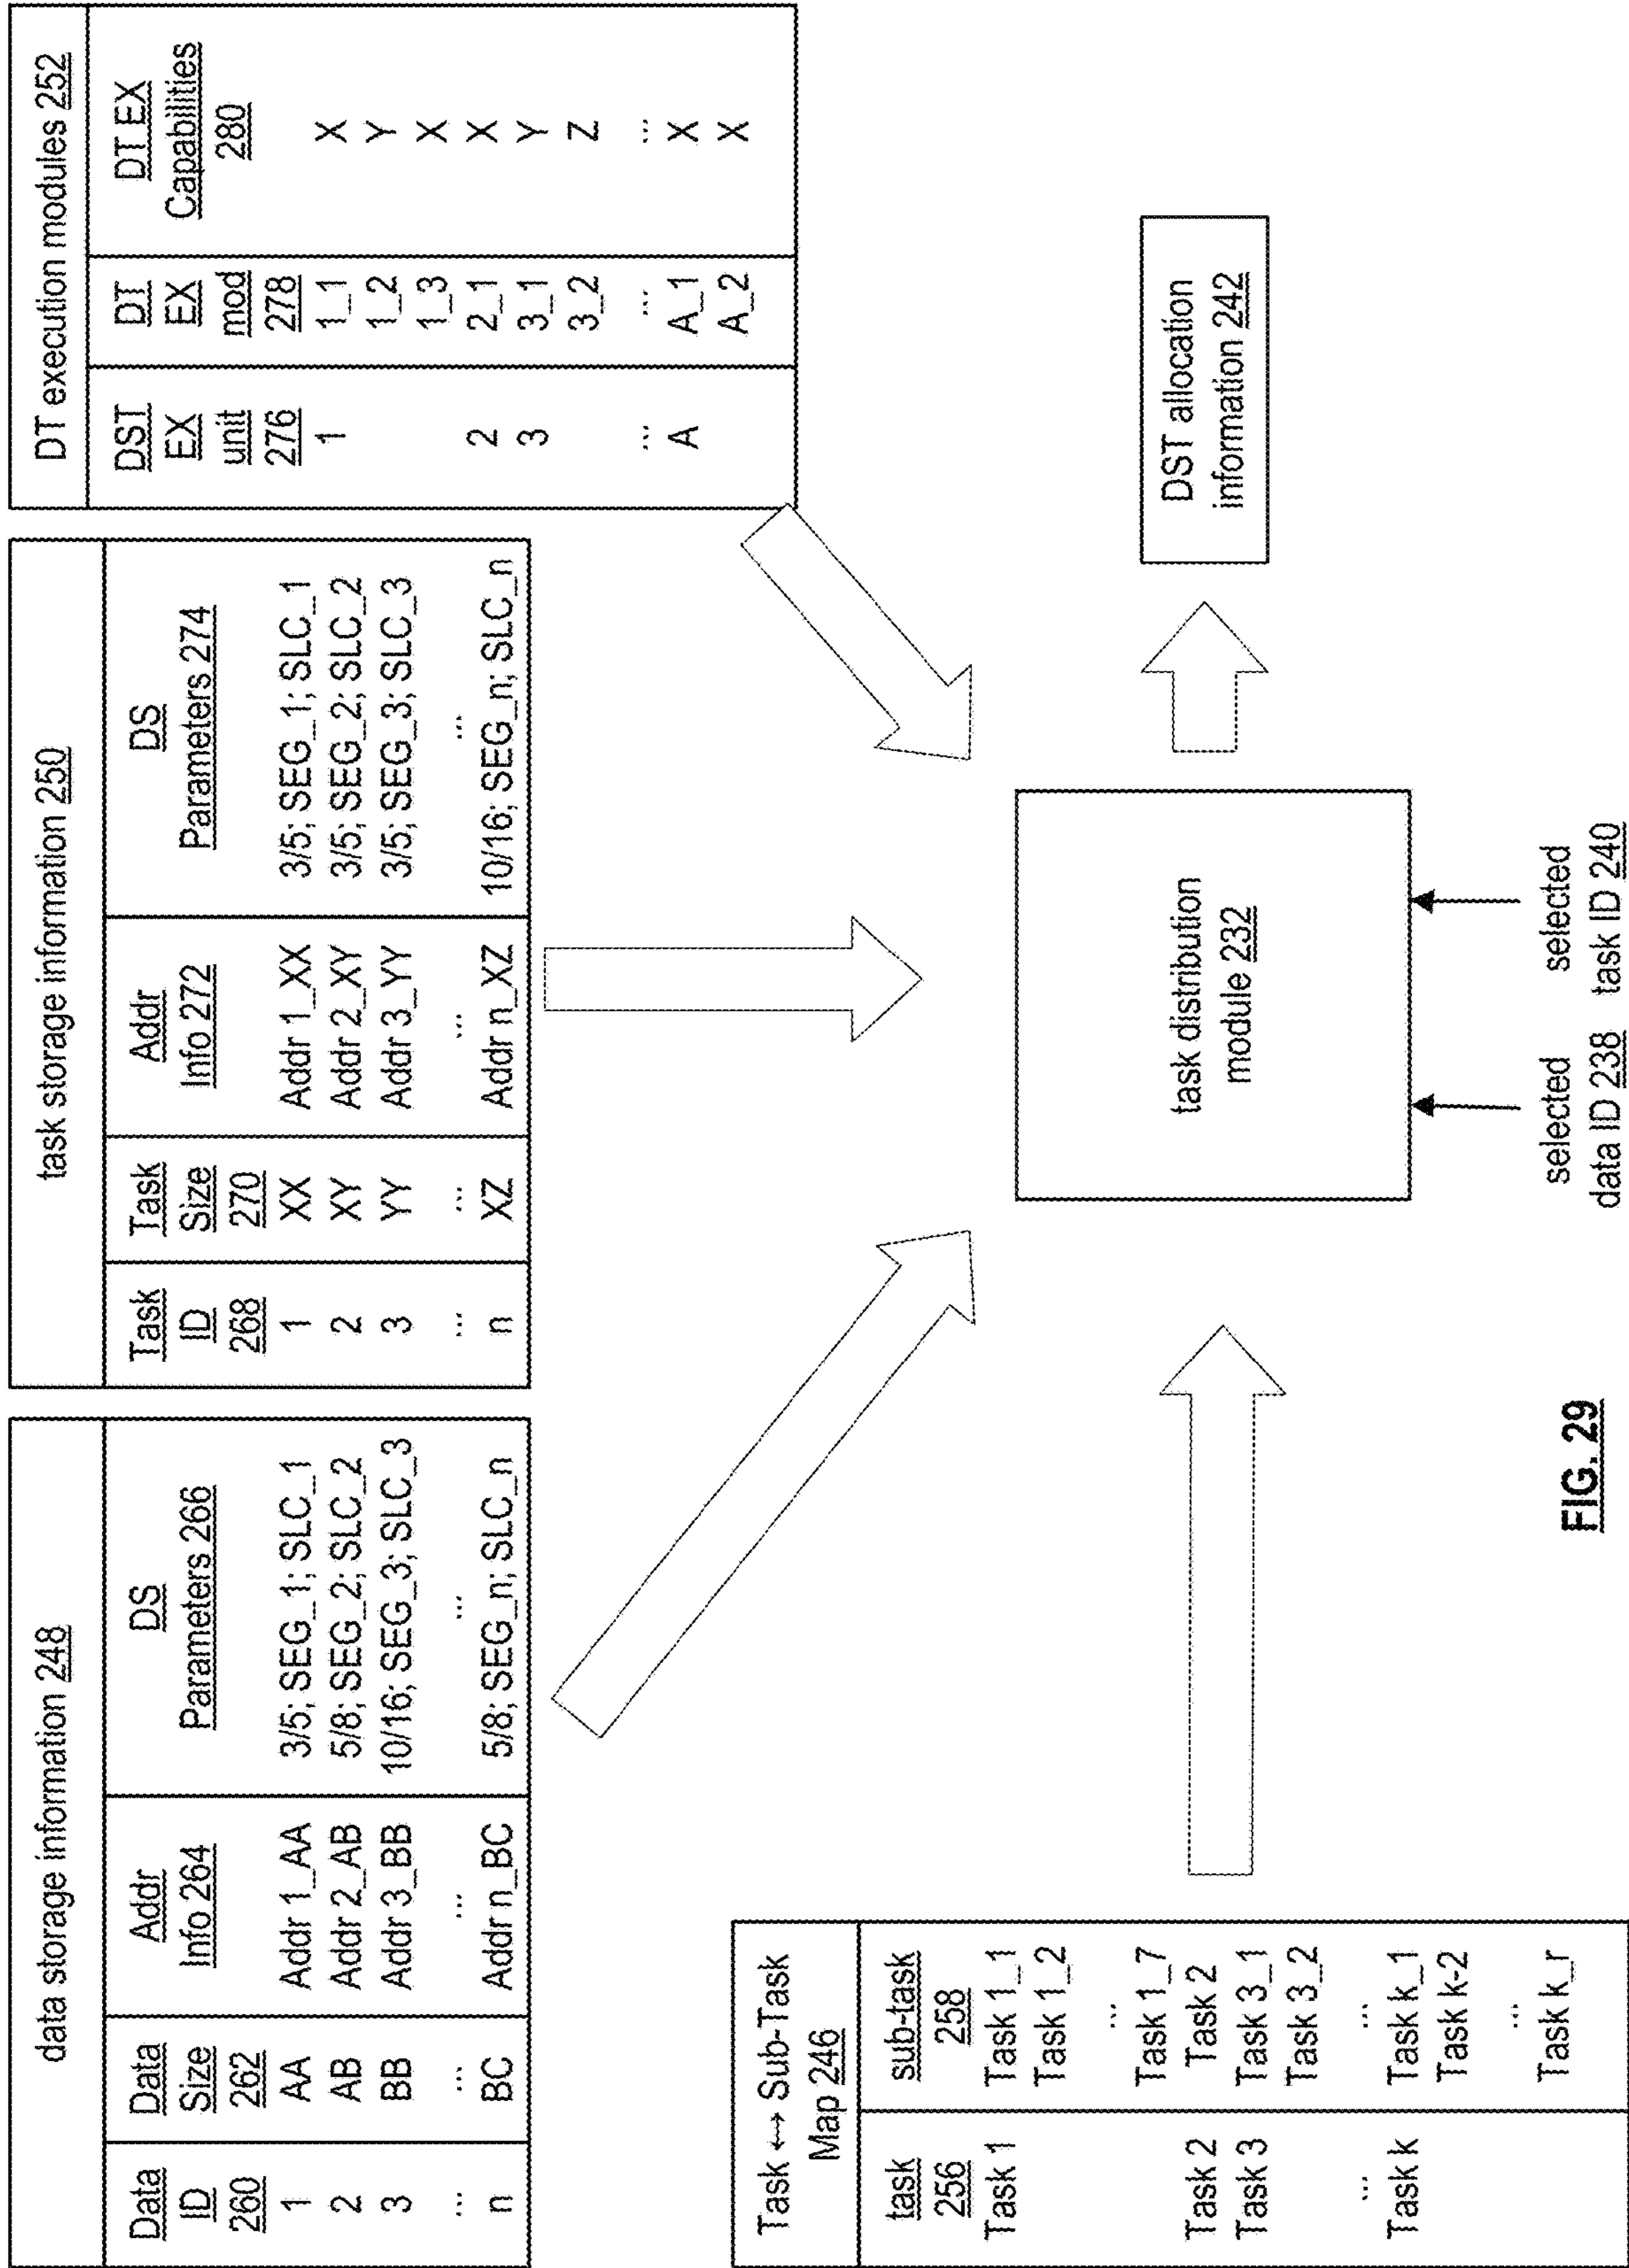 data storage information 248
Data ID 260 Data Size 262 Addr Info 264 DS Parameters 266
1 AA Addr 1_AA 3/5; SEG_1; SLC_1
2 AB Addr 2_AB 5/8; SEG_2; SLC_2
3 BB Addr 3_BB 10/16; SEG_3; SLC_3
... ... ... ...
n BC Addr n_BC 5/8; SEG_n; SLC_n
task storage information 250
Task ID 268 Task Size 270 Addr Info 272 DS Parameters 274
1 XX Addr 1_XX 3/5; SEG_1; SLC_1
2 XY Addr 2_XY 3/5; SEG_2; SLC_2
3 YY Addr 3_YY 3/5; SEG_3; SLC_3
... ... ... ...
n XZ Addr n_XZ 10/16; SEG_n; SLC_n
DT execution modules 252
DST EX unit 276 DT EX mod 278 DT EX Capabilities 280
1 1_1 X
1_2 Y
1_3 X
2 2_1 X
3 3_1 Y
3_2 Z
... ... ...
A A_1 X
A_2 X
Task ↔ Sub-Task
Map 246
task 256 sub-task 258
Task 1 Task 1_1
Task 1_2
...
Task 1_7
Task 2 Task 2
Task 3 Task 3_1
Task 3_2
... ...
Task k Task k_1
Task k-2
...
Task k_r
task distribution
module 232
DST allocation
information 242
selected
data ID 238
selected
task ID 240
FIG. 29